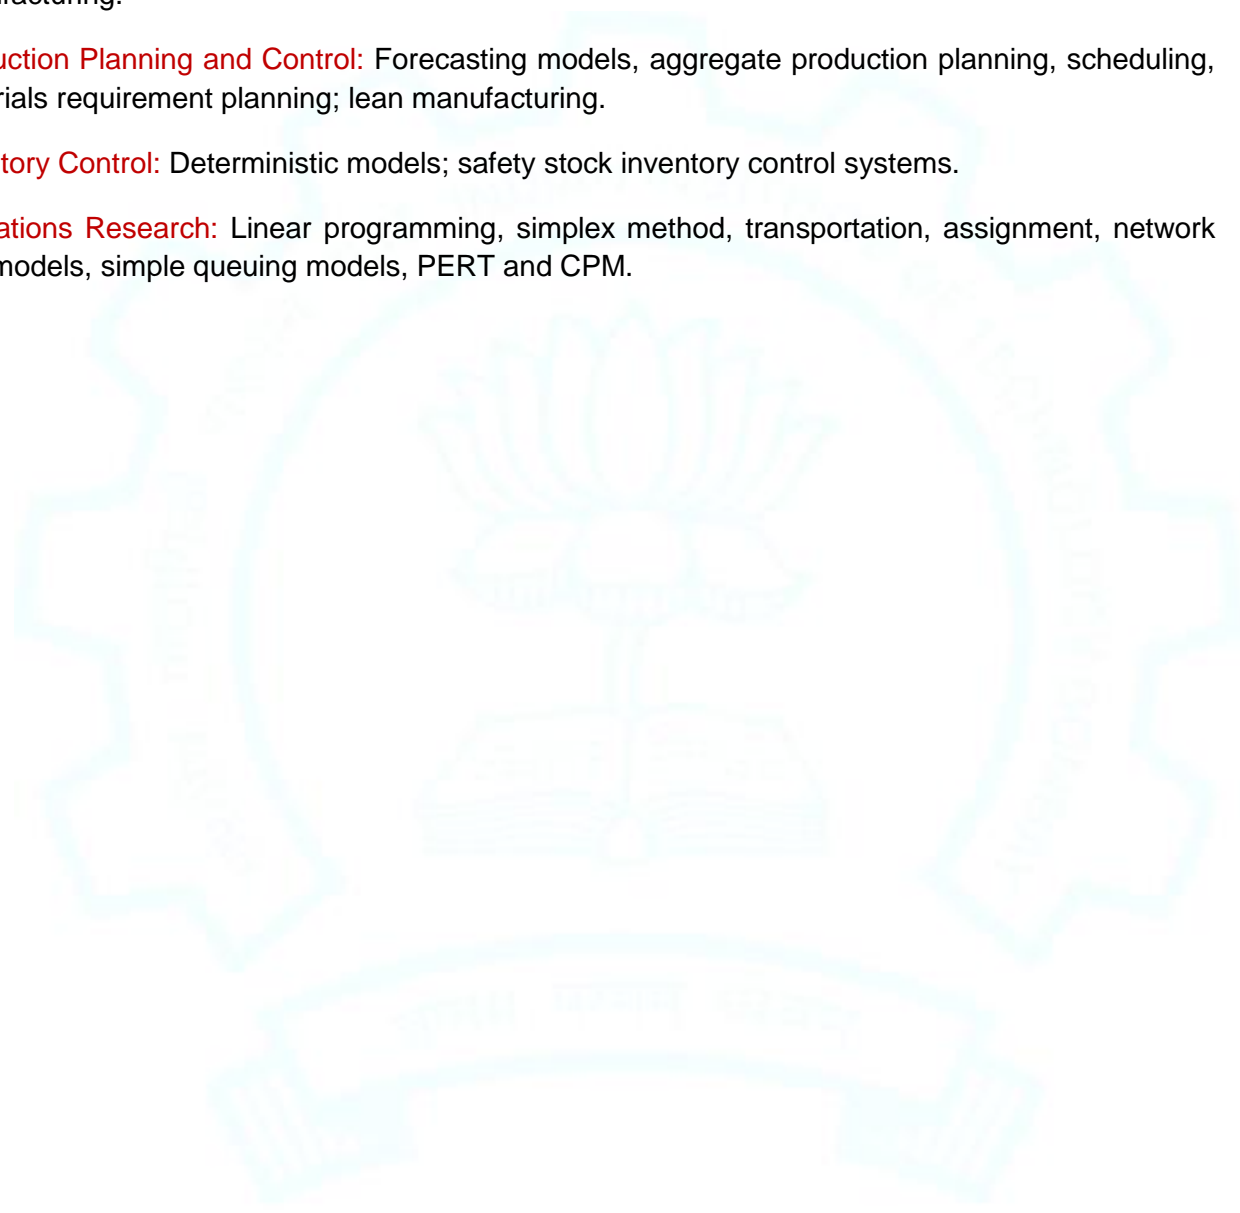 facturing.
uction Planning and Control: Forecasting models, aggregate production planning, scheduling,
rials requirement planning; lean manufacturing.
tory Control: Deterministic models; safety stock inventory control systems.
ations Research: Linear programming, simplex method, transportation, assignment, network
models, simple queuing models, PERT and CPM.